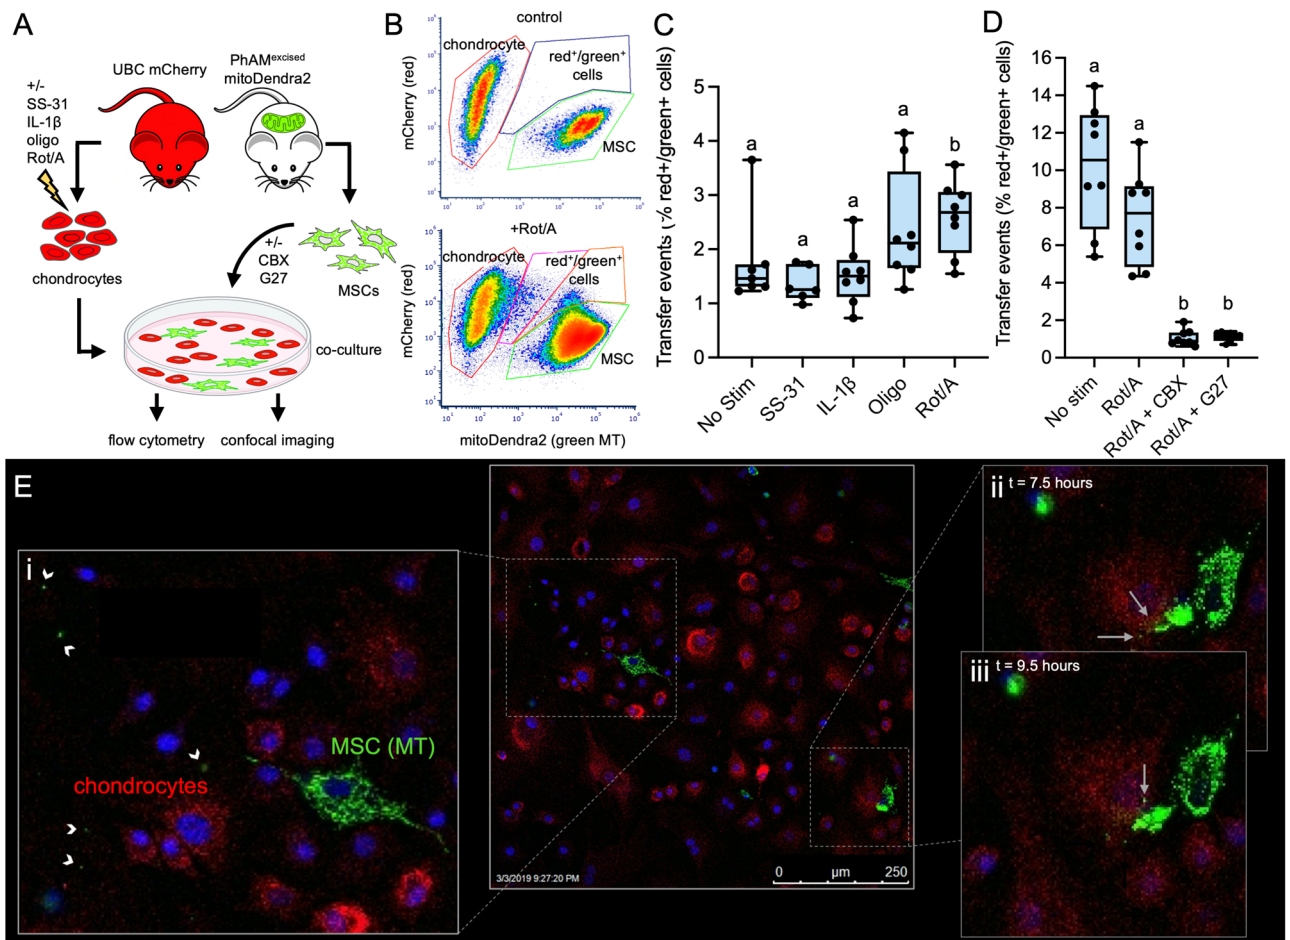 A
UBC mCherry
PhAMexcised
mitoDendra2
+/-
SS-31
IL-1β
oligo
Rot/A
chondrocytes
+/-
CBX
G27
MSCs
co-culture
flow cytometry
confocal imaging
B
control
chondrocyte
red+/green+
cells
MSC
mCherry (red)
+Rot/A
chondrocyte
red+/green+
cells
MSC
mCherry (red)
mitoDendra2 (green MT)
C
Transfer events (% red+/green+ cells)
5
4
3
2
1
0
a
a
a
a
b
No Stim
SS-31
IL-1β
Oligo
Rot/A
D
Transfer events (% red+/green+ cells)
16
14
12
10
8
6
4
2
0
a
a
b
b
No stim
Rot/A
Rot/A + CBX
Rot/A + G27
E
i
MSC (MT)
chondrocytes
3/3/2019 9:27:20 PM
0 µm 250
ii t = 7.5 hours
iii t = 9.5 hours